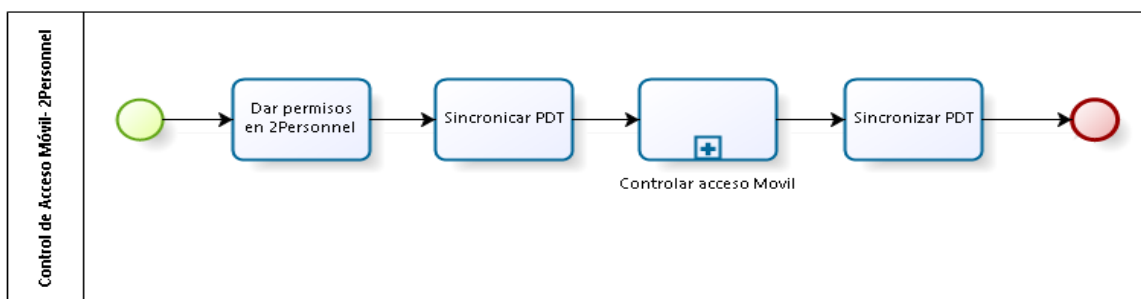 Control de Acceso Móvil- 2Personnel
Dar permisos
en 2Personnel
Sincronicar PDT
Controlar acceso Movil
Sincronizar PDT